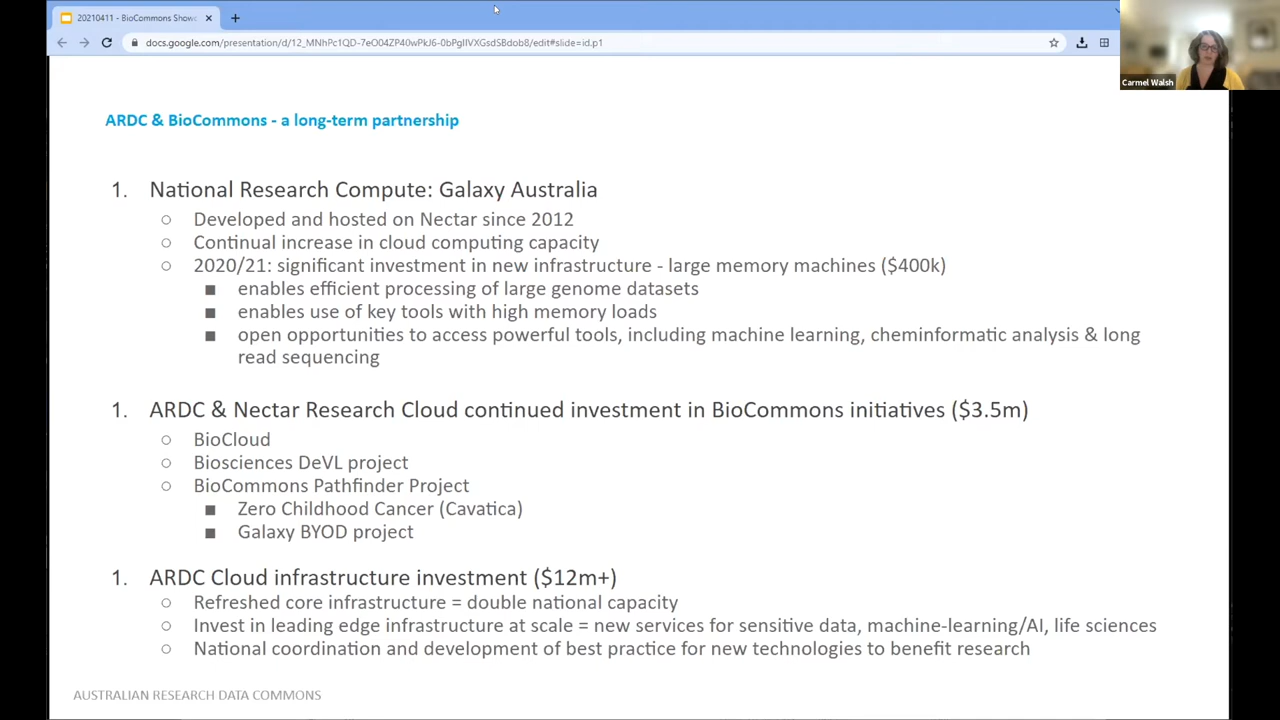 20210411 - BioCommons Show
docs.google.com/presentation/d/12_MNhPc1QD-7eO04ZP40wPkJ6-0bPgIIVXGsdSBdob8/edit#slide=id.p1
Carmel Walsh
ARDC & BioCommons - a long-term partnership
1. National Research Compute: Galaxy Australia
○ Developed and hosted on Nectar since 2012
○ Continual increase in cloud computing capacity
○ 2020/21: significant investment in new infrastructure - large memory machines ($400k)
■ enables efficient processing of large genome datasets
■ enables use of key tools with high memory loads
■ open opportunities to access powerful tools, including machine learning, cheminformatic analysis & long
read sequencing
1. ARDC & Nectar Research Cloud continued investment in BioCommons initiatives ($3.5m)
○ BioCloud
○ Biosciences DeVL project
○ BioCommons Pathfinder Project
■ Zero Childhood Cancer (Cavatica)
■ Galaxy BYOD project
1. ARDC Cloud infrastructure investment ($12m+)
○ Refreshed core infrastructure = double national capacity
○ Invest in leading edge infrastructure at scale = new services for sensitive data, machine-learning/AI, life sciences
○ National coordination and development of best practice for new technologies to benefit research
AUSTRALIAN RESEARCH DATA COMMONS